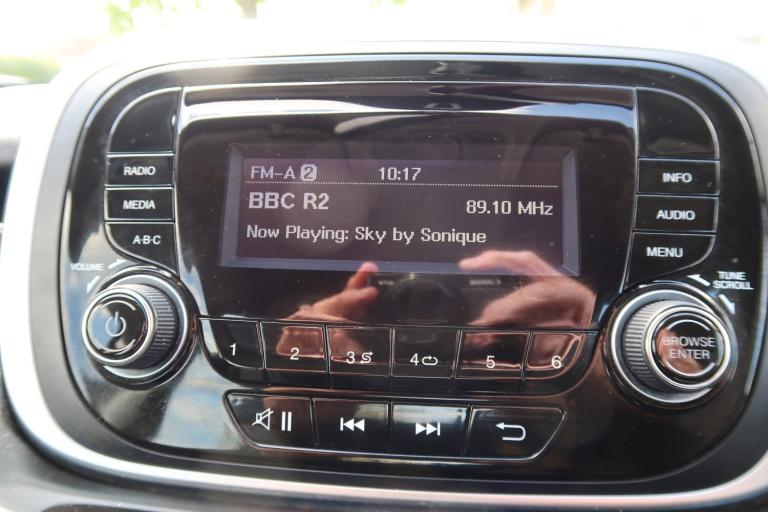 FM-A 2 10:17
BBC R2 89.10 MHz
Now Playing: Sky by Sonique
RADIO
MEDIA
A·B·C
VOLUME
INFO
AUDIO
MENU
TUNE
SCROLL
BROWSE
ENTER
1 2 3 4 5 6